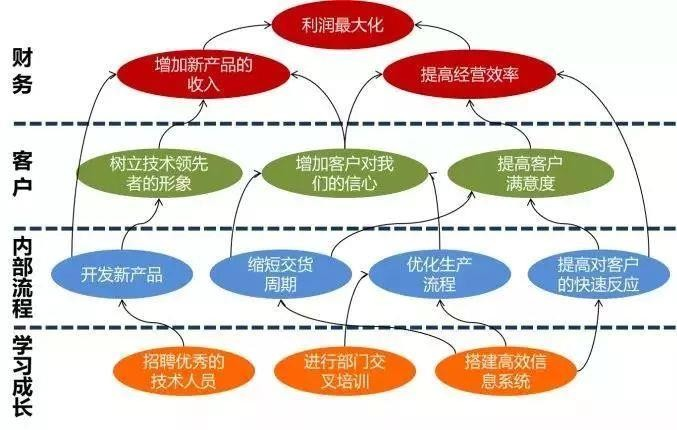 利润最大化
财务
增加新产品的
收入
提高经营效率
客户
树立技术领先
者的形象
增加客户对我
们的信心
提高客户
满意度
内部流程
开发新产品
缩短交货
周期
优化生产
流程
提高对客户
的快速反应
学习成长
招聘优秀的
技术人员
进行部门交
叉培训
搭建高效信
息系统